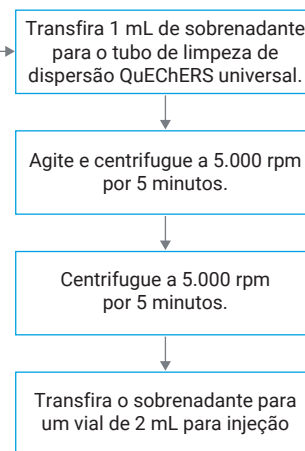 Transfira 1 mL de sobrenadante
para o tubo de limpeza de
dispersão QuEChERS universal.
Agite e centrifugue a 5.000 rpm
por 5 minutos.
Centrifugue a 5.000 rpm
por 5 minutos.
Transfira o sobrenadante para
um vial de 2 mL para injeção